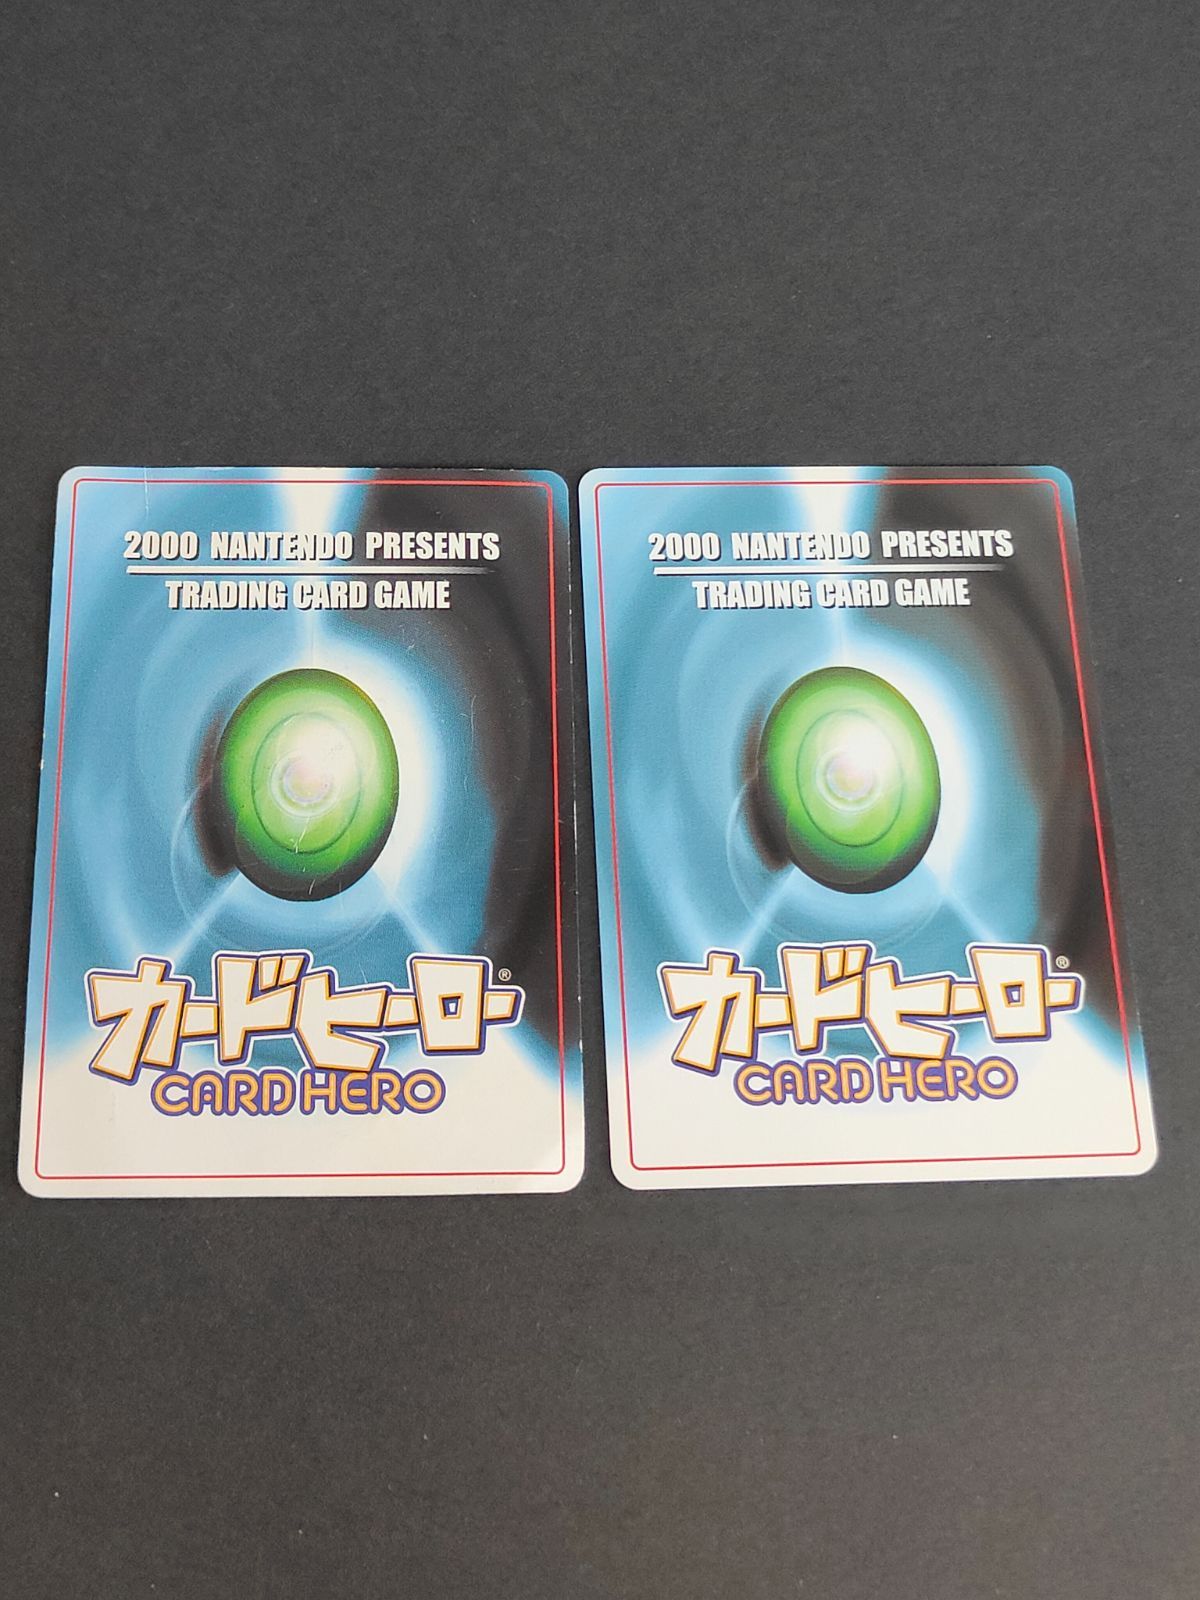 2000 NANTENDO PRESENTS
TRADING CARD GAME
カードヒーロー®
CARD HERO
2000 NANTENDO PRESENTS
TRADING CARD GAME
カードヒーロー®
CARD HERO